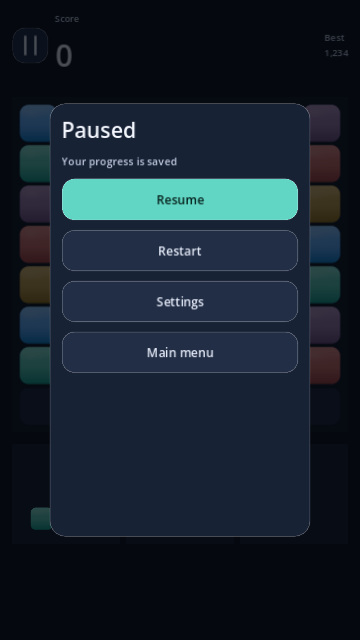 Score
0
Best
1,234
Paused
Your progress is saved
Resume
Restart
Settings
Main menu